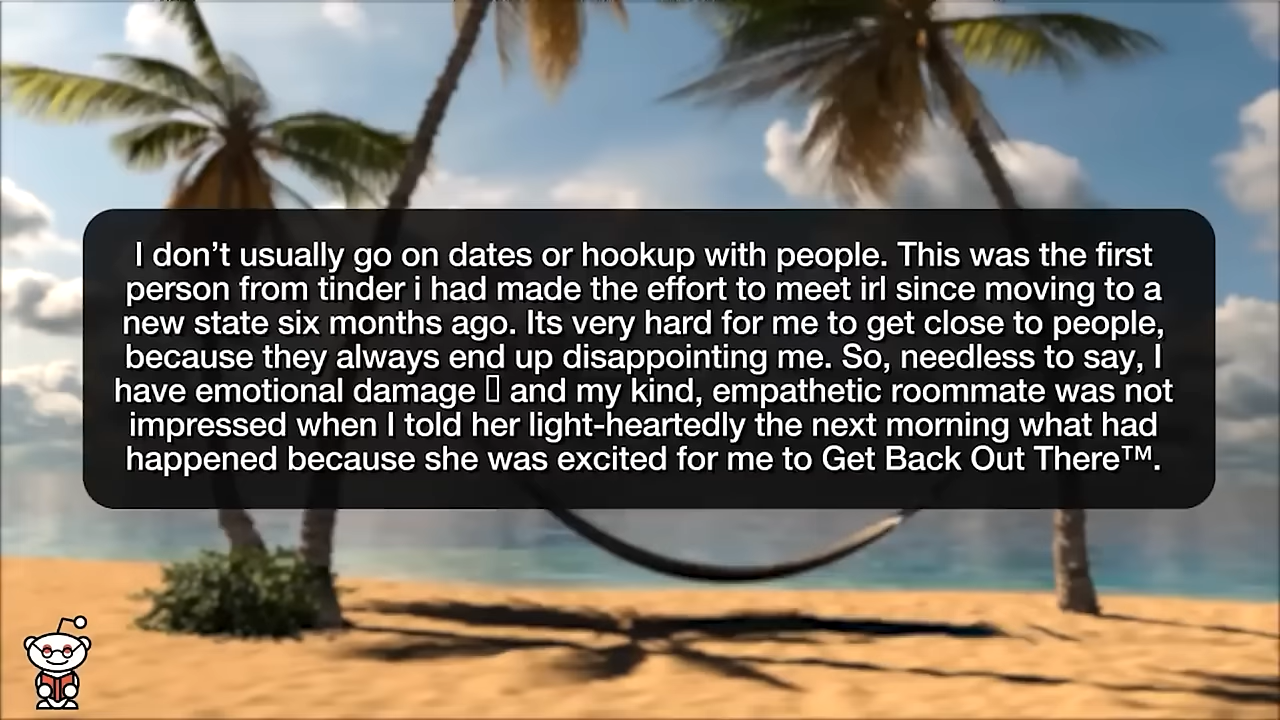 I don’t usually go on dates or hookup with people. This was the first
person from tinder i had made the effort to meet irl since moving to a
new state six months ago. Its very hard for me to get close to people,
because they always end up disappointing me. So, needless to say, I
have emotional damage ▯ and my kind, empathetic roommate was not
impressed when I told her light-heartedly the next morning what had
happened because she was excited for me to Get Back Out There™.